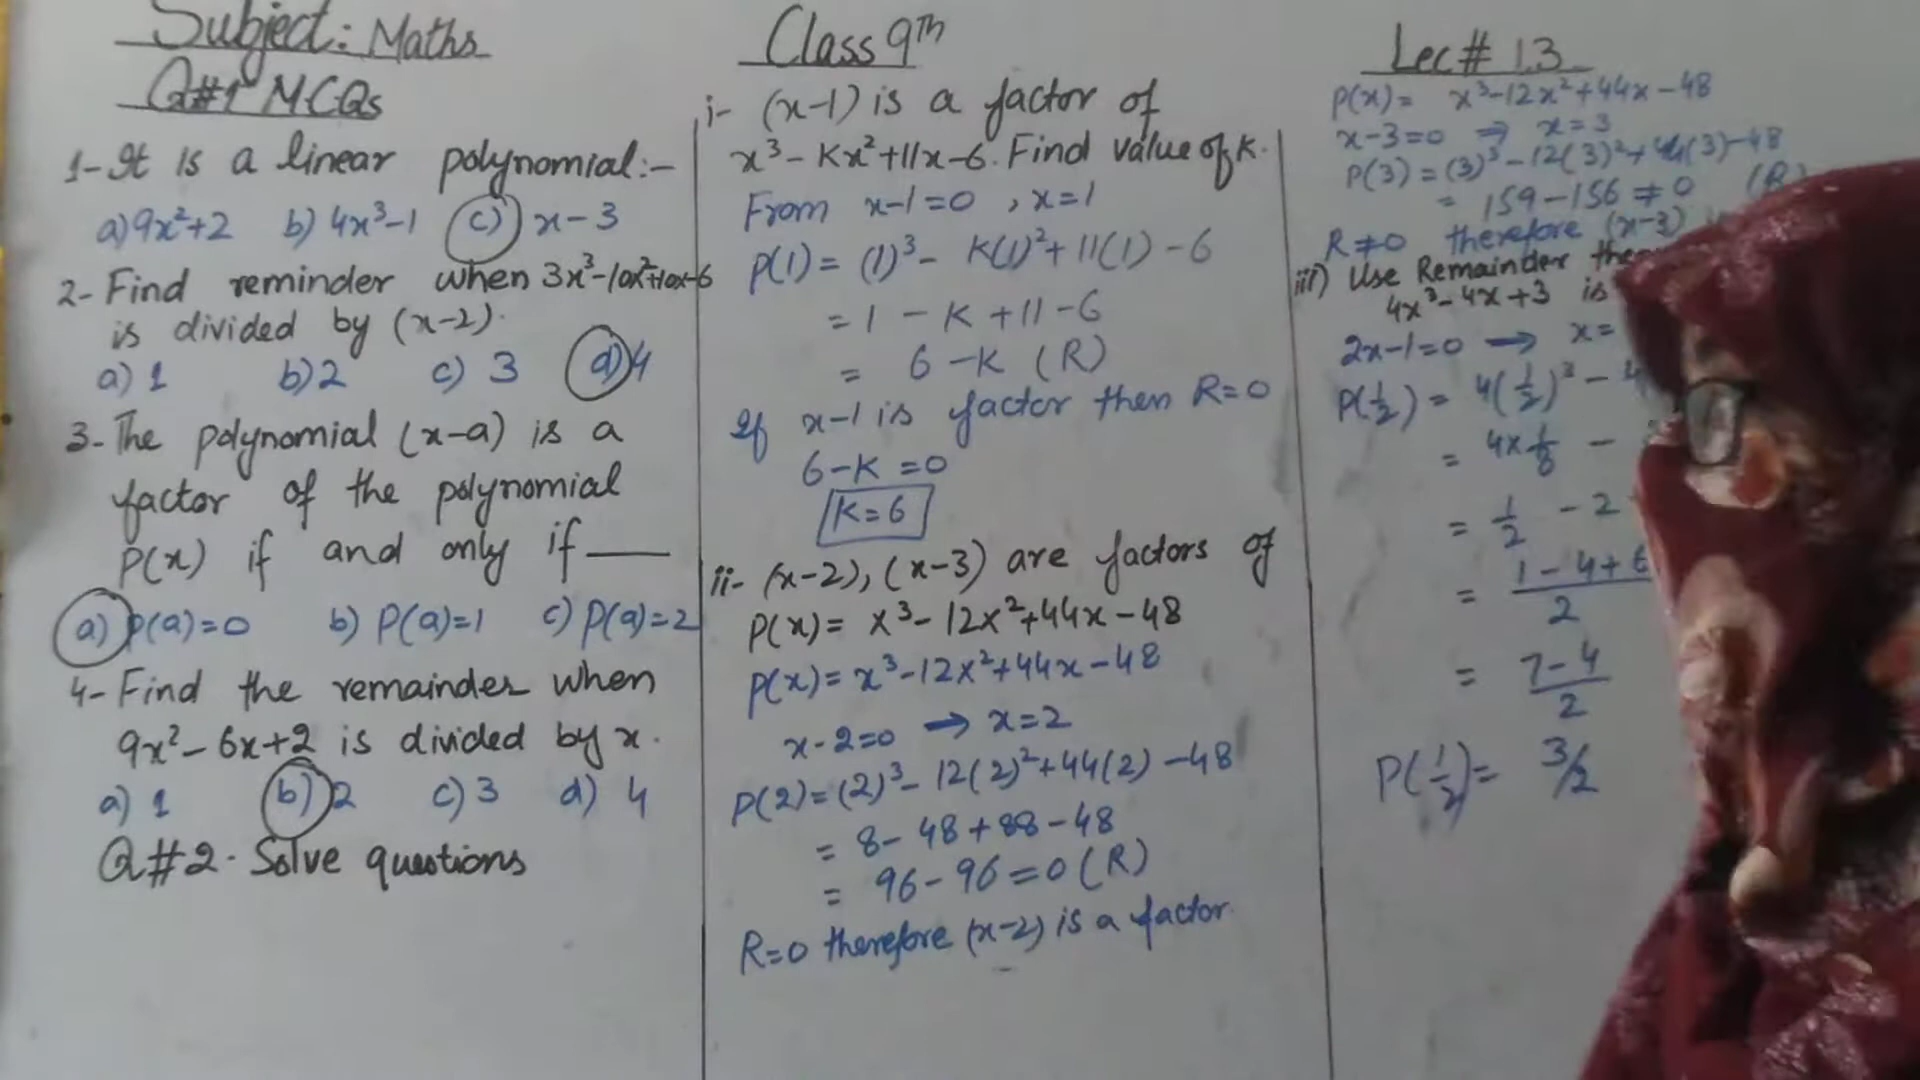 Subject: Maths
Class 9Th
Lec# 13
Q#1 MCQs
1- It is a linear polynomial:-
a) 9x²+2 b) 4x³-1 c) x-3
2- Find reminder when 3x³-10x²+10x-6
is divided by (x-2).
a) 1 b) 2 c) 3 d) 4
3- The polynomial (x-a) is a
factor of the polynomial
P(x) if and only if ___
a) P(a)=0 b) P(a)=1 c) P(a)=2
4- Find the remainder when
9x²-6x+2 is divided by x.
a) 1 b) 2 c) 3 d) 4
Q#2. Solve questions
i- (x-1) is a factor of
x³-Kx²+11x-6. Find value of K.
From x-1=0 , x=1
P(1) = (1)³- K(1)²+11(1)-6
= 1 - K +11-6
= 6-K (R)
If x-1 is factor then R=0
6-K=0
K=6
ii- (x-2), (x-3) are factors of
P(x)= x³-12x²+44x-48
P(x)= x³-12x²+44x-48
x-2=0 → x=2
P(2)=(2)³-12(2)²+44(2)-48
= 8-48+88-48
= 96-96=0 (R)
R=0 therefore (x-2) is a factor.
P(x)= x³-12x²+44x-48
x-3=0 ⇒ x=3
P(3)=(3)³-12(3)²+44(3)-48
= 159-156≠0 (R)
R≠0 therefore (x-3)
iii) Use Remainder
4x³-4x+3 is
2x-1=0 → x=
P(1/2) = 4(1/2)³ -
= 4x1/8 -
= 1/2 -2
= 1-4+6/2
= 7-4/2
P(1/2)= 3/2